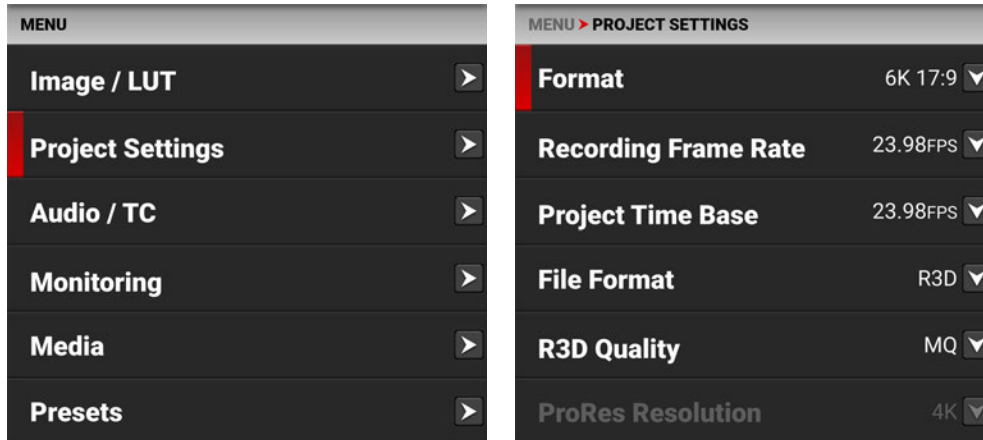 MENU
Image / LUT
Project Settings
Audio / TC
Monitoring
Media
Presets
MENU > PROJECT SETTINGS
Format 6K 17:9
Recording Frame Rate 23.98FPS
Project Time Base 23.98FPS
File Format R3D
R3D Quality MQ
ProRes Resolution 4K